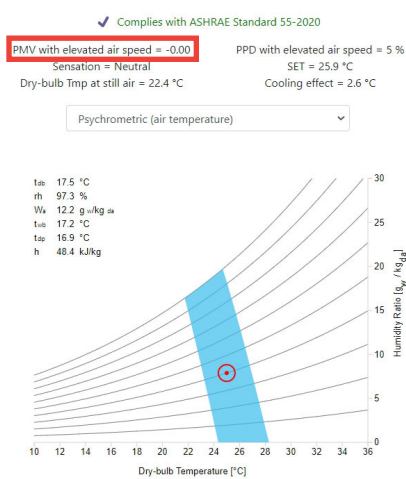 ✔ Complies with ASHRAE Standard 55-2020
PMV with elevated air speed = -0.00
PPD with elevated air speed = 5 %
Sensation = Neutral
SET = 25.9 °C
Dry-bulb Tmp at still air = 22.4 °C
Cooling effect = 2.6 °C
Psychrometric (air temperature)
tdb 17.5 °C
rh 97.3 %
Wa 12.2 g w/kg da
twb 17.2 °C
tdp 16.9 °C
h 48.4 kJ/kg
30
25
20
15
10
5
0
Humidity Ratio [gw / kgda]
10 12 14 16 18 20 22 24 26 28 30 32 34 36
Dry-bulb Temperature [°C]